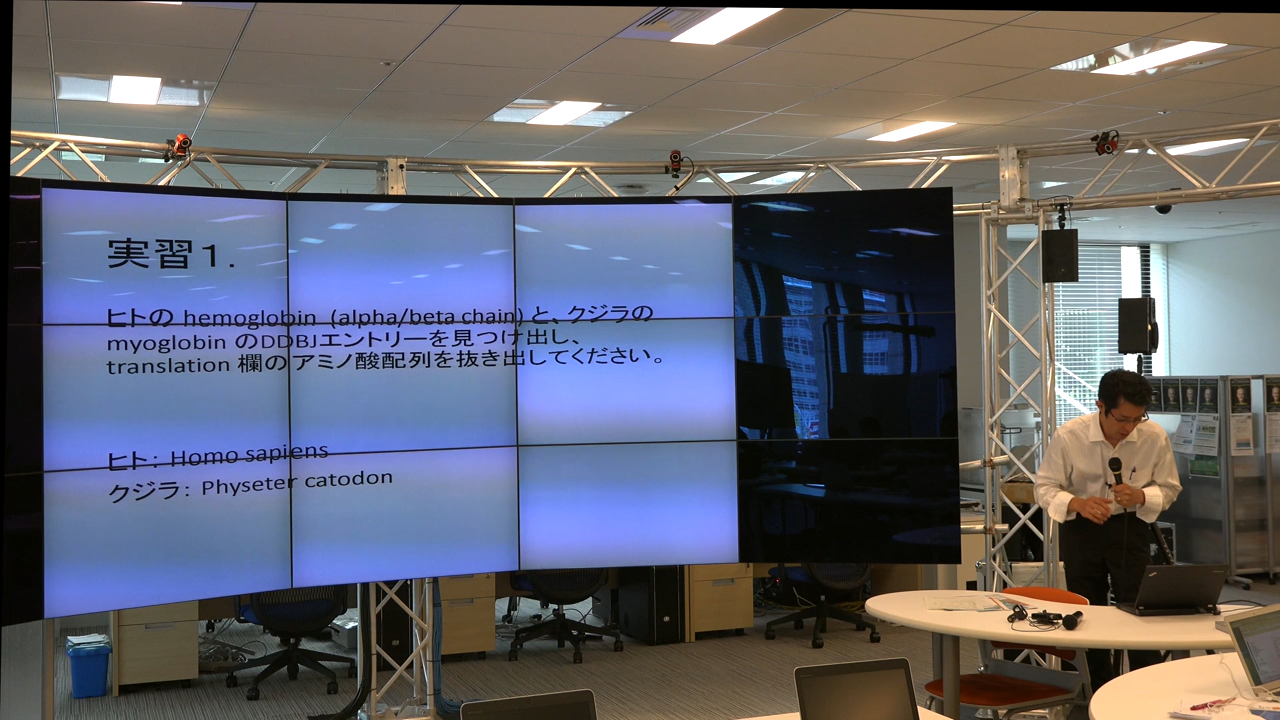 実習１．
ヒトの hemoglobin (alpha/beta chain) と、クジラの
myoglobin のDDBJエントリーを見つけ出し、
translation 欄のアミノ酸配列を抜き出してください。
ヒト： Homo sapiens
クジラ： Physeter catodon